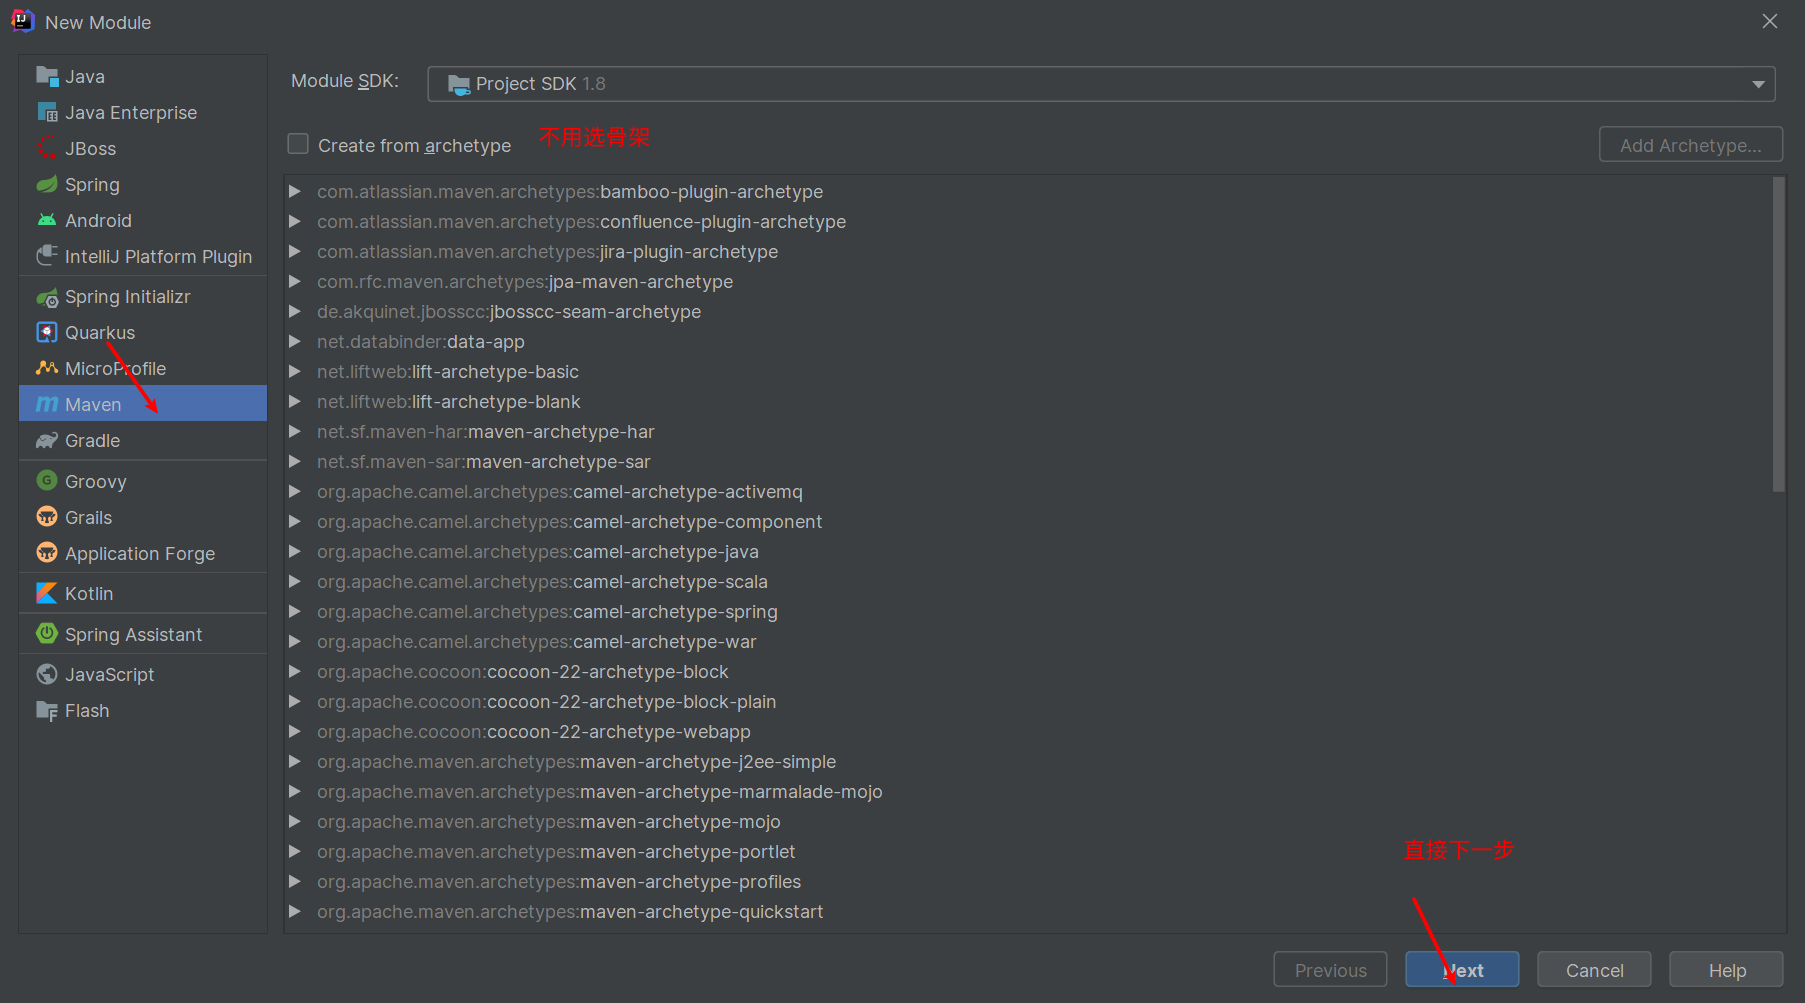 New Module
Java
Java Enterprise
JBoss
Spring
Android
IntelliJ Platform Plugin
Spring Initializr
Quarkus
MicroProfile
Maven
Gradle
Groovy
Grails
Application Forge
Kotlin
Spring Assistant
JavaScript
Flash
Module SDK:
Project SDK 1.8
Create from archetype
不用选骨架
Add Archetype...
com.atlassian.maven.archetypes:bamboo-plugin-archetype
com.atlassian.maven.archetypes:confluence-plugin-archetype
com.atlassian.maven.archetypes:jira-plugin-archetype
com.rfc.maven.archetypes:jpa-maven-archetype
de.akquinet.jbosscc:jbosscc-seam-archetype
net.databinder:data-app
net.liftweb:lift-archetype-basic
net.liftweb:lift-archetype-blank
net.sf.maven-har:maven-archetype-har
net.sf.maven-sar:maven-archetype-sar
org.apache.camel.archetypes:camel-archetype-activemq
org.apache.camel.archetypes:camel-archetype-component
org.apache.camel.archetypes:camel-archetype-java
org.apache.camel.archetypes:camel-archetype-scala
org.apache.camel.archetypes:camel-archetype-spring
org.apache.camel.archetypes:camel-archetype-war
org.apache.cocoon:cocoon-22-archetype-block
org.apache.cocoon:cocoon-22-archetype-block-plain
org.apache.cocoon:cocoon-22-archetype-webapp
org.apache.maven.archetypes:maven-archetype-j2ee-simple
org.apache.maven.archetypes:maven-archetype-marmalade-mojo
org.apache.maven.archetypes:maven-archetype-mojo
org.apache.maven.archetypes:maven-archetype-portlet
org.apache.maven.archetypes:maven-archetype-profiles
org.apache.maven.archetypes:maven-archetype-quickstart
直接下一步
Previous
Next
Cancel
Help